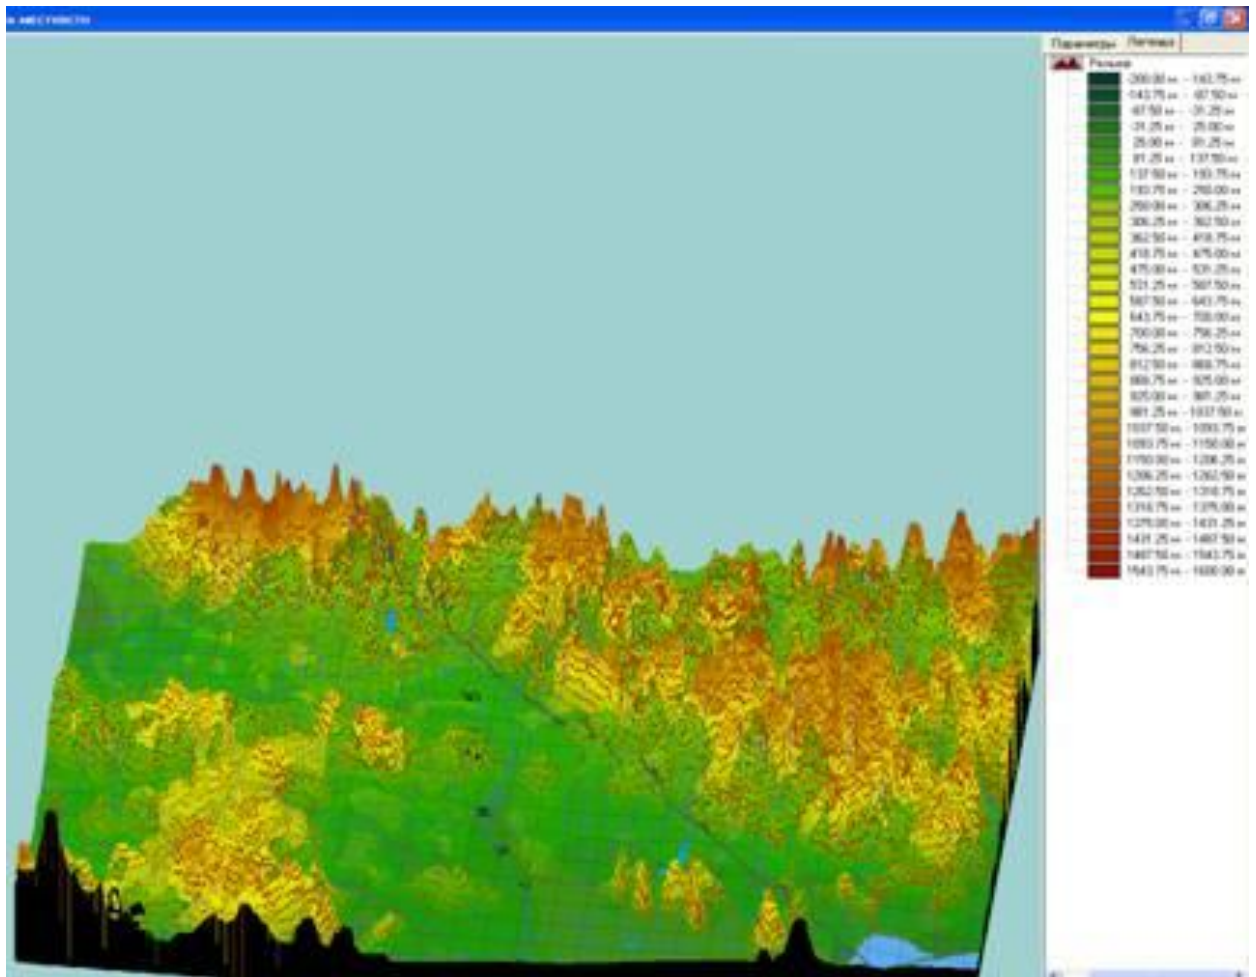 местности
Параметры Легенда
Рельеф
-200.00 м - -143.75 м
-143.75 м - -87.50 м
-87.50 м - -31.25 м
-31.25 м - 25.00 м
25.00 м - 81.25 м
81.25 м - 137.50 м
137.50 м - 193.75 м
193.75 м - 250.00 м
250.00 м - 306.25 м
306.25 м - 362.50 м
362.50 м - 418.75 м
418.75 м - 475.00 м
475.00 м - 531.25 м
531.25 м - 587.50 м
587.50 м - 643.75 м
643.75 м - 700.00 м
700.00 м - 756.25 м
756.25 м - 812.50 м
812.50 м - 868.75 м
868.75 м - 925.00 м
925.00 м - 981.25 м
981.25 м - 1037.50 м
1037.50 м - 1093.75 м
1093.75 м - 1150.00 м
1150.00 м - 1206.25 м
1206.25 м - 1262.50 м
1262.50 м - 1318.75 м
1318.75 м - 1375.00 м
1375.00 м - 1431.25 м
1431.25 м - 1487.50 м
1487.50 м - 1543.75 м
1543.75 м - 1600.00 м